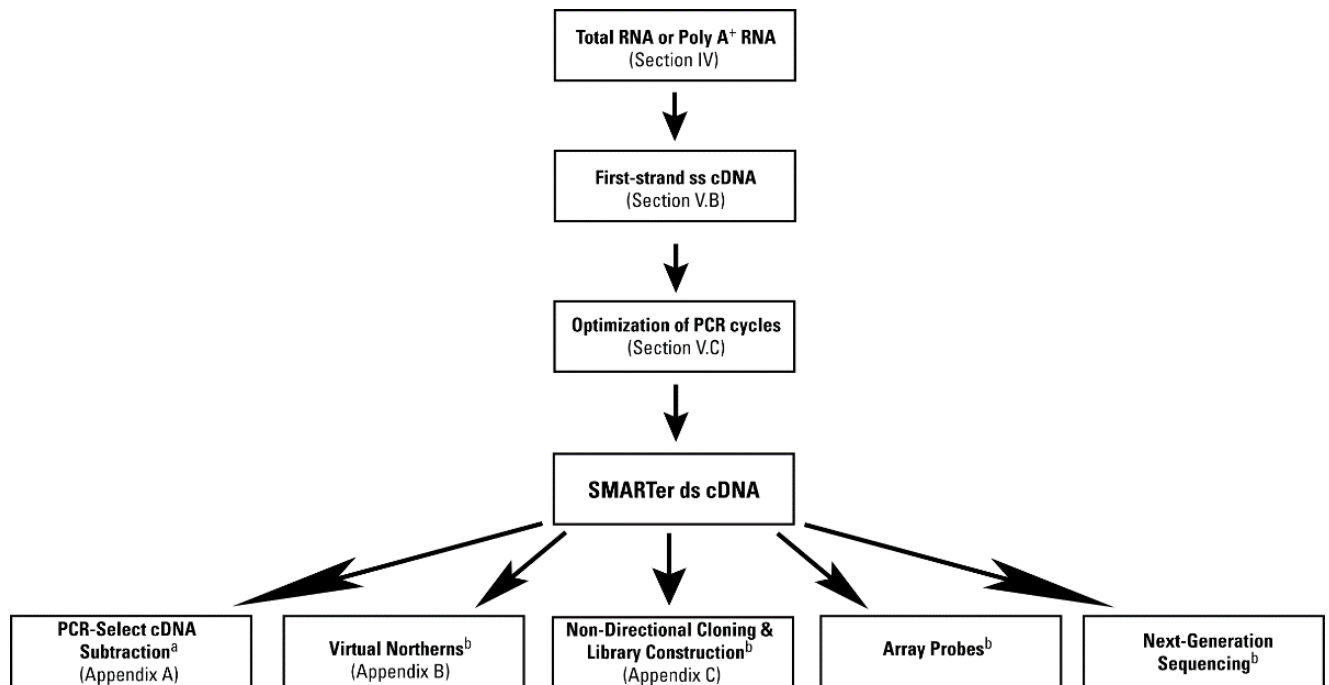 Total RNA or Poly A⁺ RNA
(Section IV)
First-strand ss cDNA
(Section V.B)
Optimization of PCR cycles
(Section V.C)
SMARTer ds cDNA
PCR-Select cDNA
Subtractionᵃ
(Appendix A)
Virtual Northernsᵇ
(Appendix B)
Non-Directional Cloning &
Library Constructionᵇ
(Appendix C)
Array Probesᵇ
Next-Generation
Sequencingᵇ